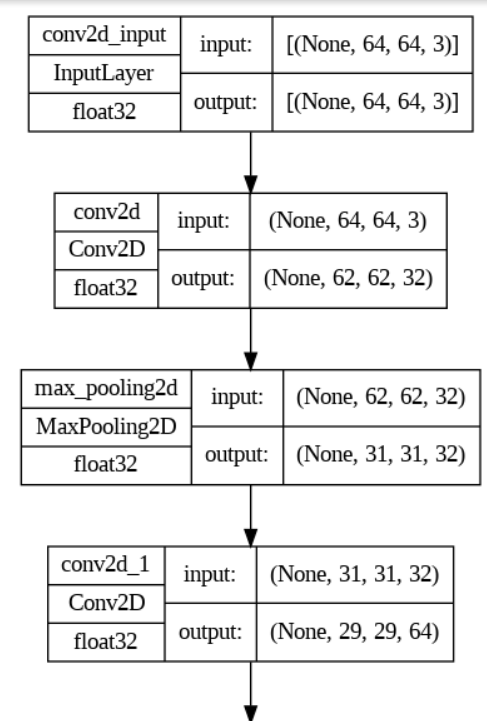 conv2d_input
InputLayer
float32
input:
[(None, 64, 64, 3)]
output:
[(None, 64, 64, 3)]
conv2d
Conv2D
float32
input:
(None, 64, 64, 3)
output:
(None, 62, 62, 32)
max_pooling2d
MaxPooling2D
float32
input:
(None, 62, 62, 32)
output:
(None, 31, 31, 32)
conv2d_1
Conv2D
float32
input:
(None, 31, 31, 32)
output:
(None, 29, 29, 64)